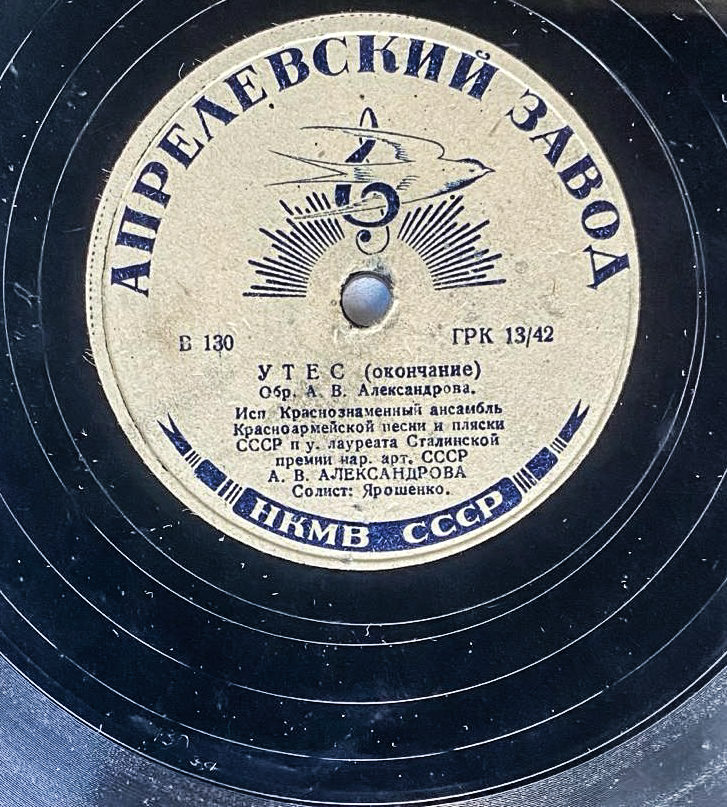 АПРЕЛЕВСКИЙ ЗАВОД
В 130
ГРК 13/42
УТЕС (окончание)
Обр. А. В. Александрова.
Исп Краснознаменный ансамбль
Красноармейской песни и пляски
СССР п у. лауреата Сталинской
премии нар. арт. СССР
А. В. АЛЕКСАНДРОВА
Солист: Ярошенко.
НКМВ СССР